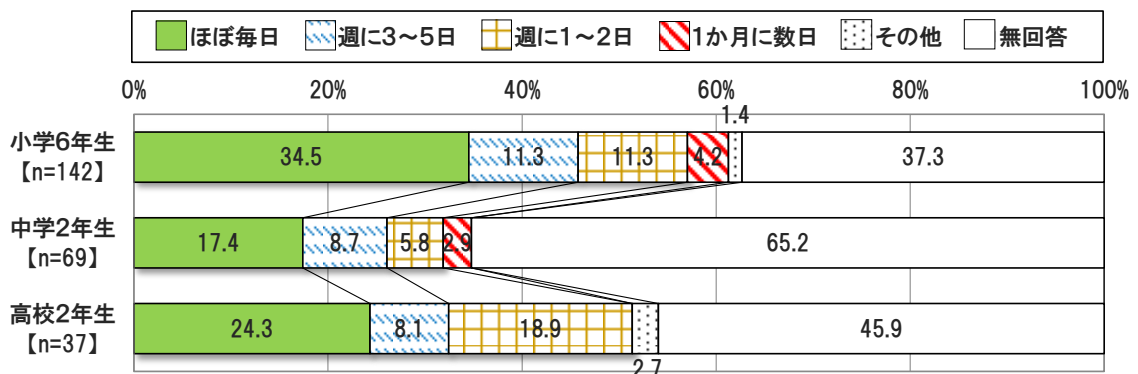 ほぼ毎日 週に3～5日 週に1～2日 1か月に数日 その他 無回答
0% 20% 40% 60% 80% 100%
1.4
小学6年生 34.5 11.3 11.3 4.2 37.3
【n=142】
中学2年生 17.4 8.7 5.8 2.9 65.2
【n=69】
高校2年生 24.3 8.1 18.9 45.9
【n=37】
2.7